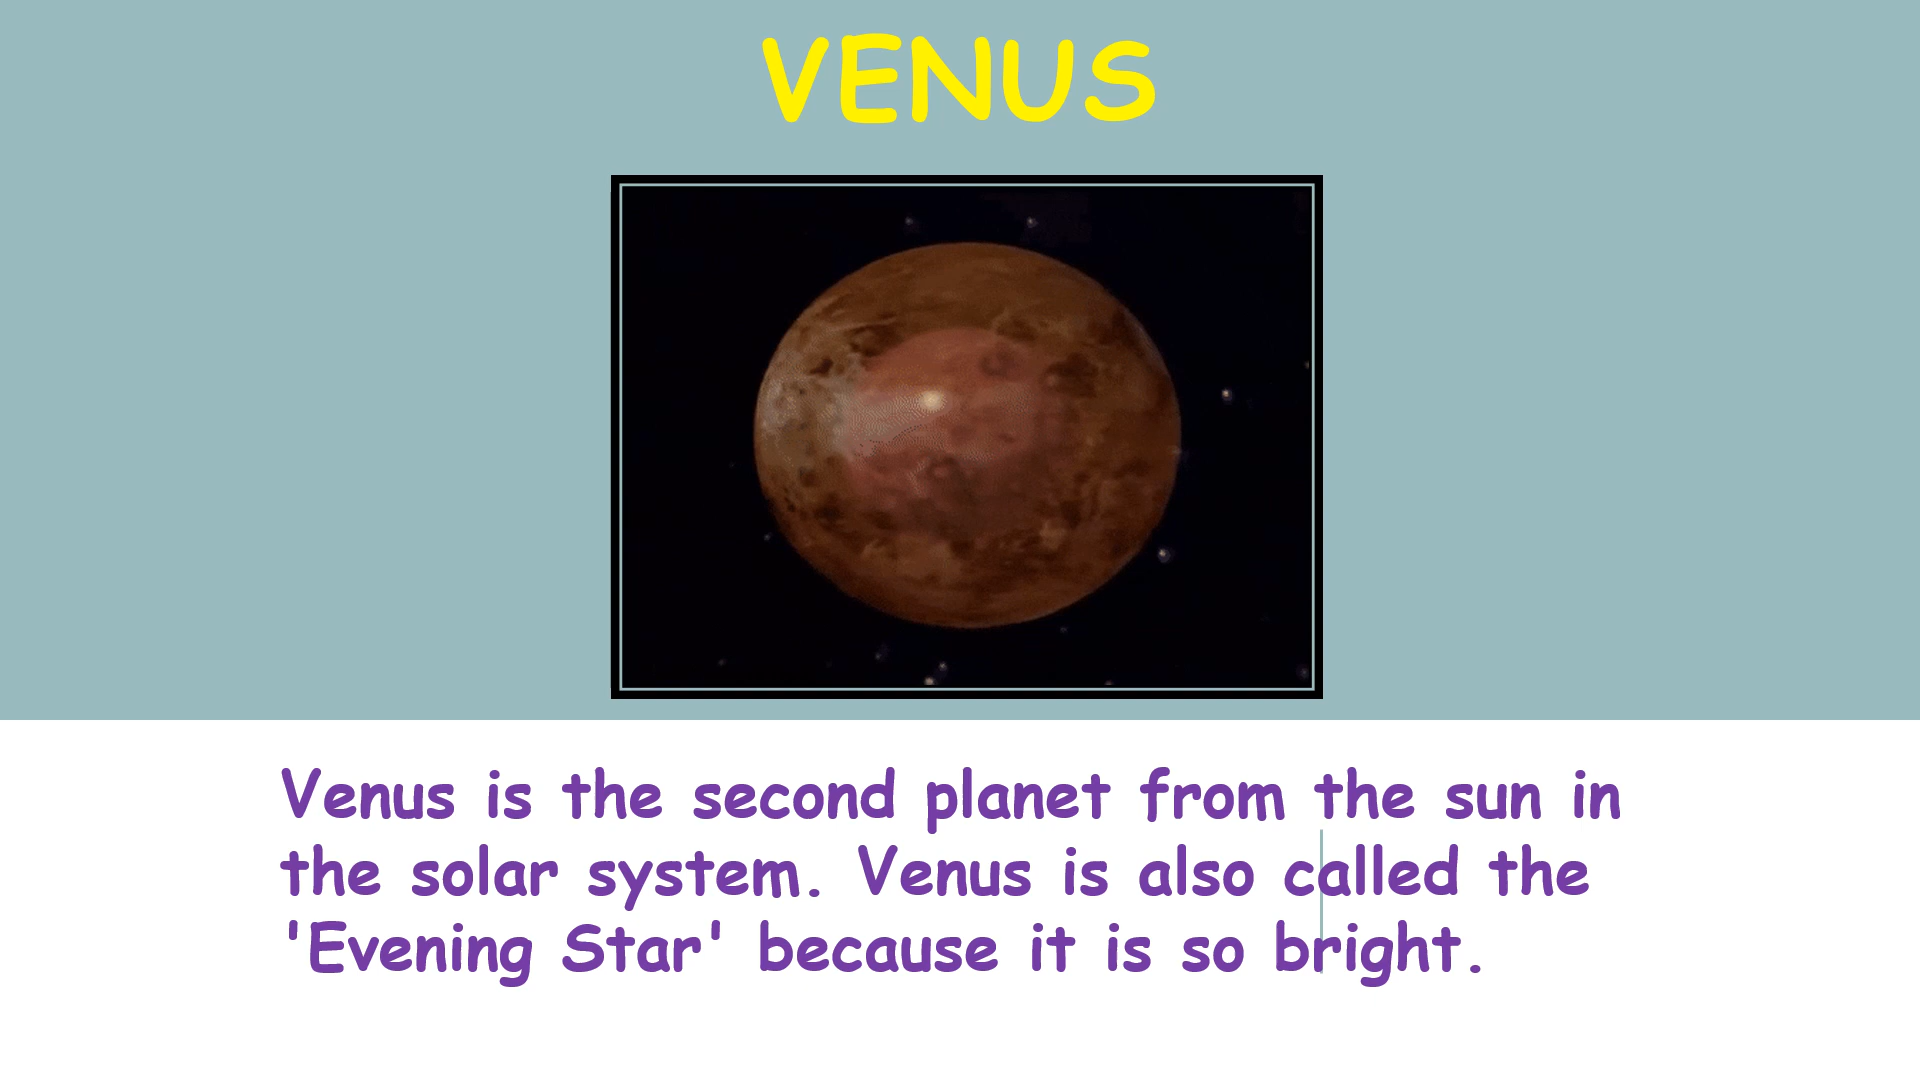 VENUS
Venus is the second planet from the sun in
the solar system. Venus is also called the
'Evening Star' because it is so bright.